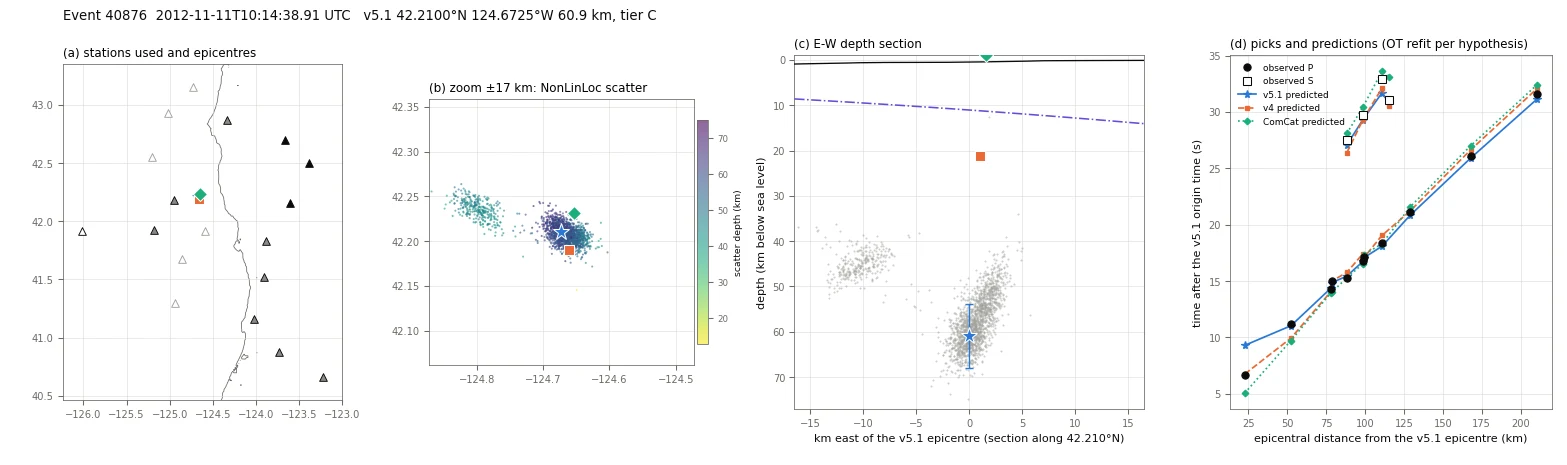 Event 40876  2012-11-11T10:14:38.91 UTC   v5.1 42.2100°N 124.6725°W 60.9 km, tier C
(a) stations used and epicentres
43.0
42.5
42.0
41.5
41.0
40.5
−126.0 −125.5 −125.0 −124.5 −124.0 −123.5 −123.0
(b) zoom ±17 km: NonLinLoc scatter
42.35
42.30
42.25
42.20
42.15
42.10
−124.8 −124.7 −124.6 −124.5
70
60
50
40
30
20
scatter depth (km)
(c) E-W depth section
0
10
20
30
40
50
60
70
depth (km below sea level)
−15 −10 −5 0 5 10 15
km east of the v5.1 epicentre (section along 42.210°N)
(d) picks and predictions (OT refit per hypothesis)
observed P
observed S
v5.1 predicted
v4 predicted
ComCat predicted
35
30
25
20
15
10
5
time after the v5.1 origin time (s)
25 50 75 100 125 150 175 200
epicentral distance from the v5.1 epicentre (km)